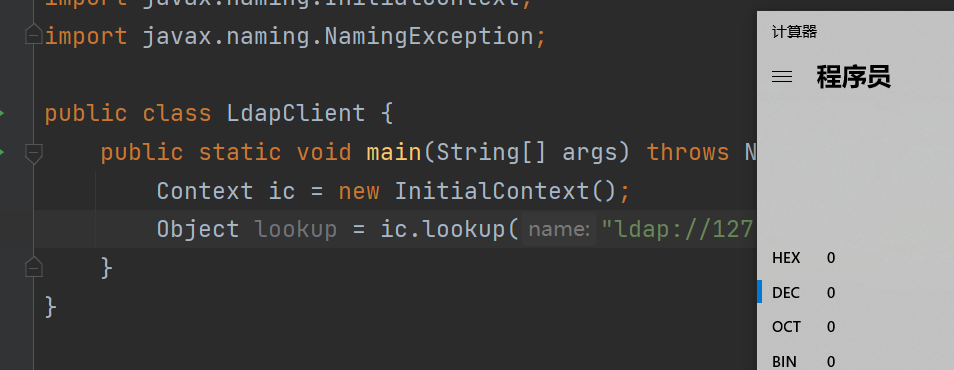 import javax.naming.InitialContext;
import javax.naming.NamingException;
public class LdapClient {
public static void main(String[] args) throws N
Context ic = new InitialContext();
Object lookup = ic.lookup( name: "ldap://127
}
}
计算器
程序员
HEX 0
DEC 0
OCT 0
BIN 0